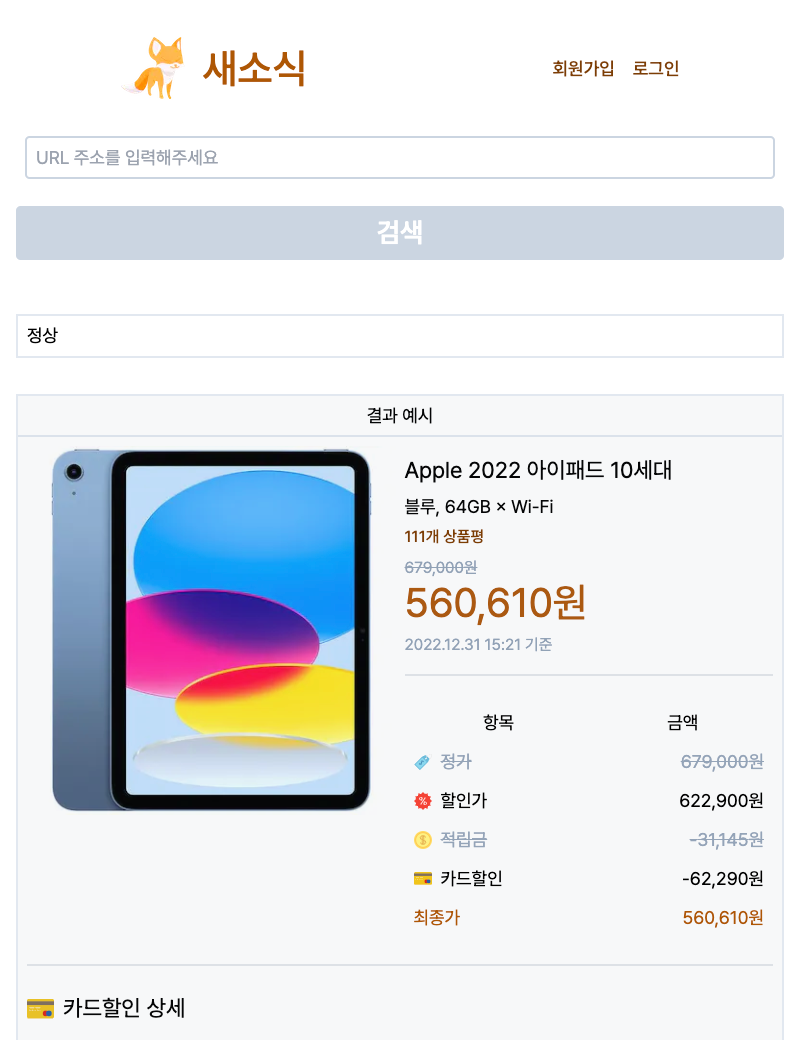 새소식
회원가입 로그인
URL 주소를 입력해주세요
검색
정상
결과 예시
Apple 2022 아이패드 10세대
블루, 64GB × Wi-Fi
111개 상품평
679,000원
560,610원
2022.12.31 15:21 기준
항목 금액
정가 679,000원
할인가 622,900원
적립금 -31,145원
카드할인 -62,290원
최종가 560,610원
카드할인 상세